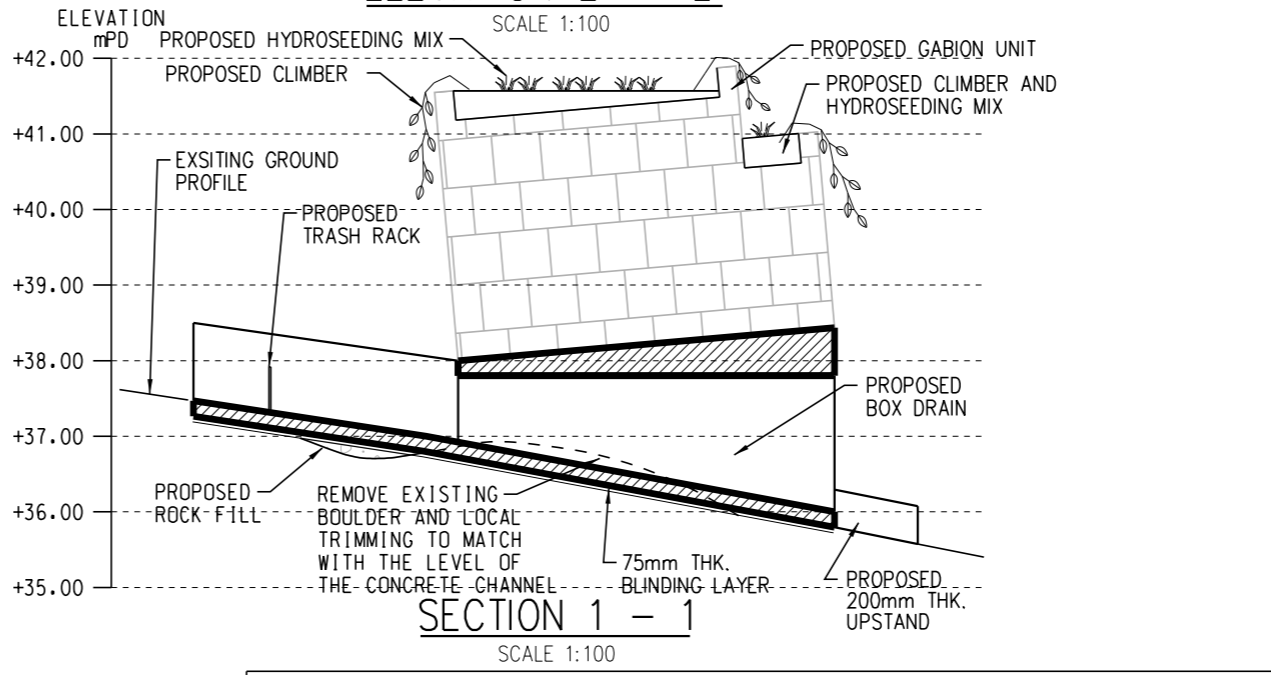 SCALE 1:100
ELEVATION
mPD
PROPOSED HYDROSEEDING MIX
PROPOSED CLIMBER
PROPOSED GABION UNIT
PROPOSED CLIMBER AND
HYDROSEEDING MIX
+42.00
+41.00
EXSITING GROUND
PROFILE
+40.00
PROPOSED
TRASH RACK
+39.00
+38.00
PROPOSED
BOX DRAIN
+37.00
PROPOSED
ROCK FILL
REMOVE EXISTING
BOULDER AND LOCAL
TRIMMING TO MATCH
WITH THE LEVEL OF
THE CONCRETE CHANNEL
+36.00
75mm THK.
BLINDING LAYER
PROPOSED
200mm THK.
UPSTAND
+35.00
SECTION 1 - 1
SCALE 1:100